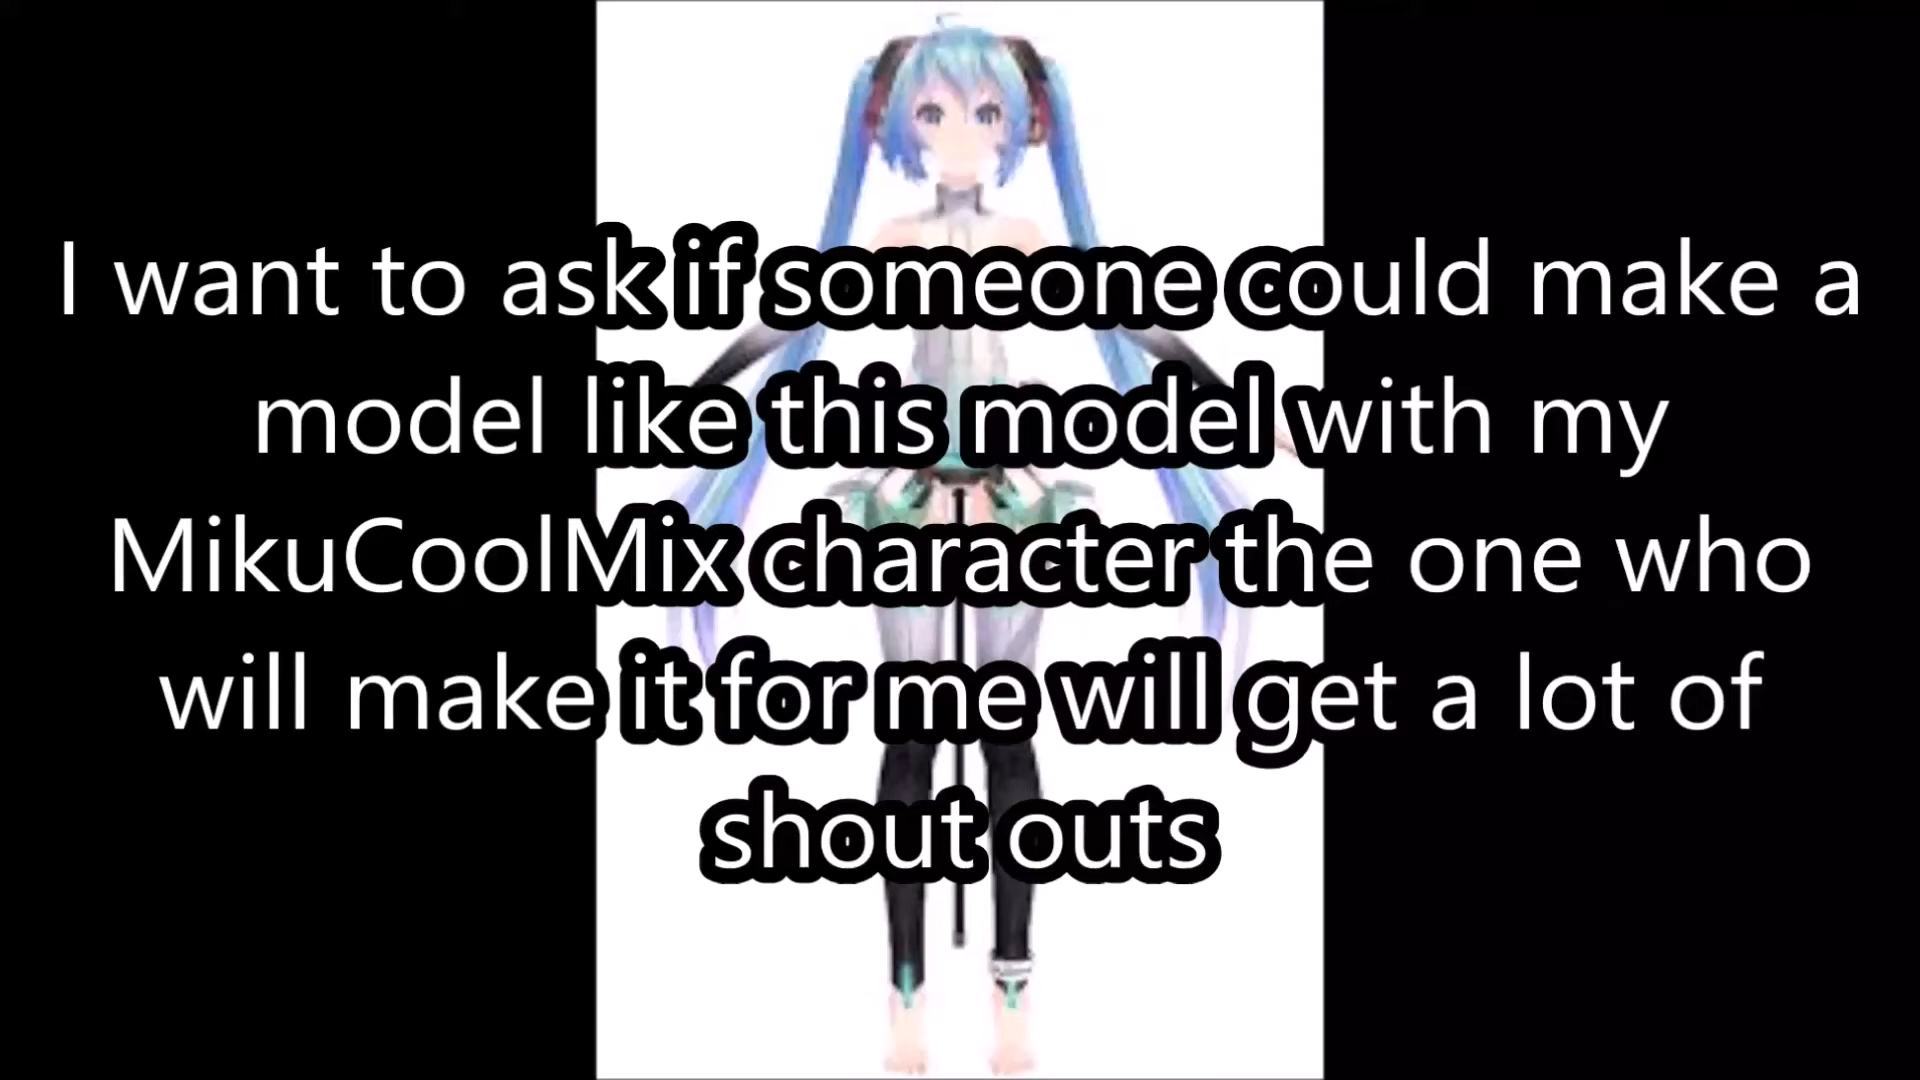 I want to ask if someone could make a
model like this model with my
MikuCoolMix character the one who
will make it for me will get a lot of
shout outs